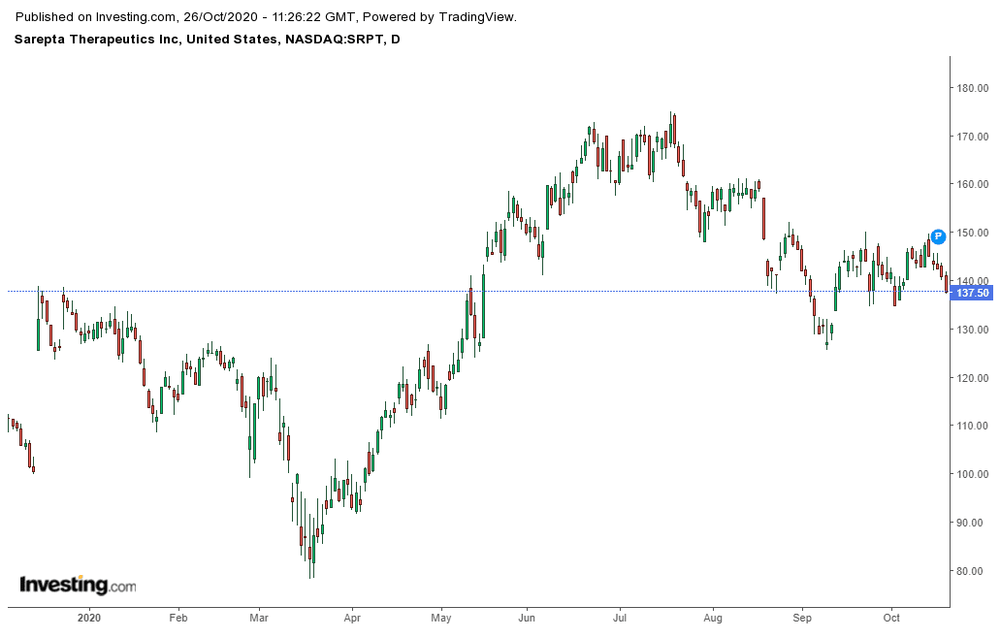 Published on Investing.com, 26/Oct/2020 - 11:26:22 GMT, Powered by TradingView.
Sarepta Therapeutics Inc, United States, NASDAQ:SRPT, D
180.00
170.00
160.00
P
150.00
140.00
137.50
130.00
120.00
110.00
100.00
90.00
80.00
Investing.com
2020 Feb Mar Apr May Jun Jul Aug Sep Oct